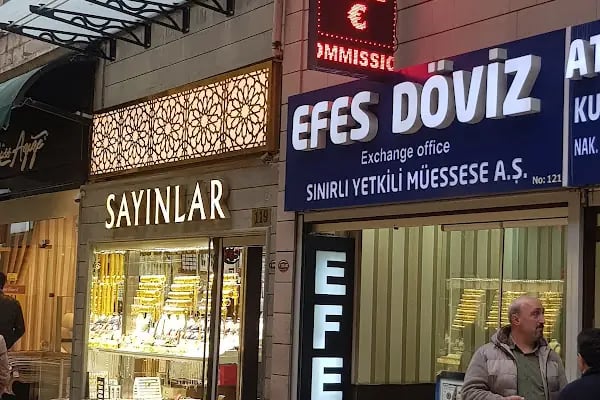 €
OMMISSIO
EFES DÖVİZ
Exchange office
SINIRLI YETKİLİ MÜESSESE A.Ş.
No: 121
AT
KU
NAK.
SAYINLAR
119
EFE